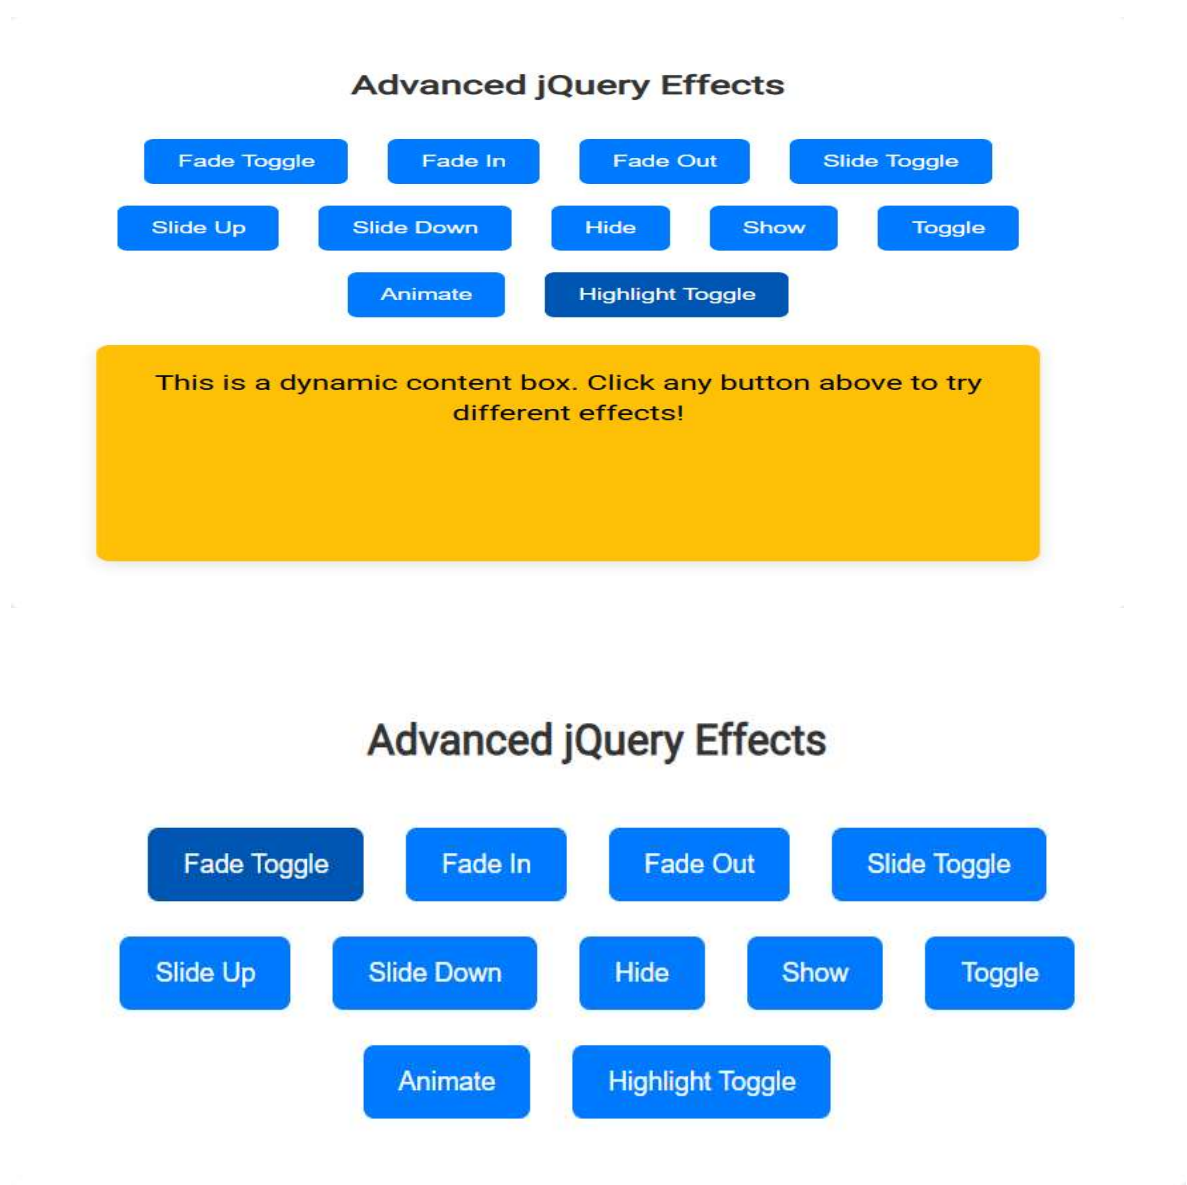 Advanced jQuery Effects
Fade Toggle Fade In Fade Out Slide Toggle
Slide Up Slide Down Hide Show Toggle
Animate Highlight Toggle
This is a dynamic content box. Click any button above to try
different effects!
Advanced jQuery Effects
Fade Toggle Fade In Fade Out Slide Toggle
Slide Up Slide Down Hide Show Toggle
Animate Highlight Toggle